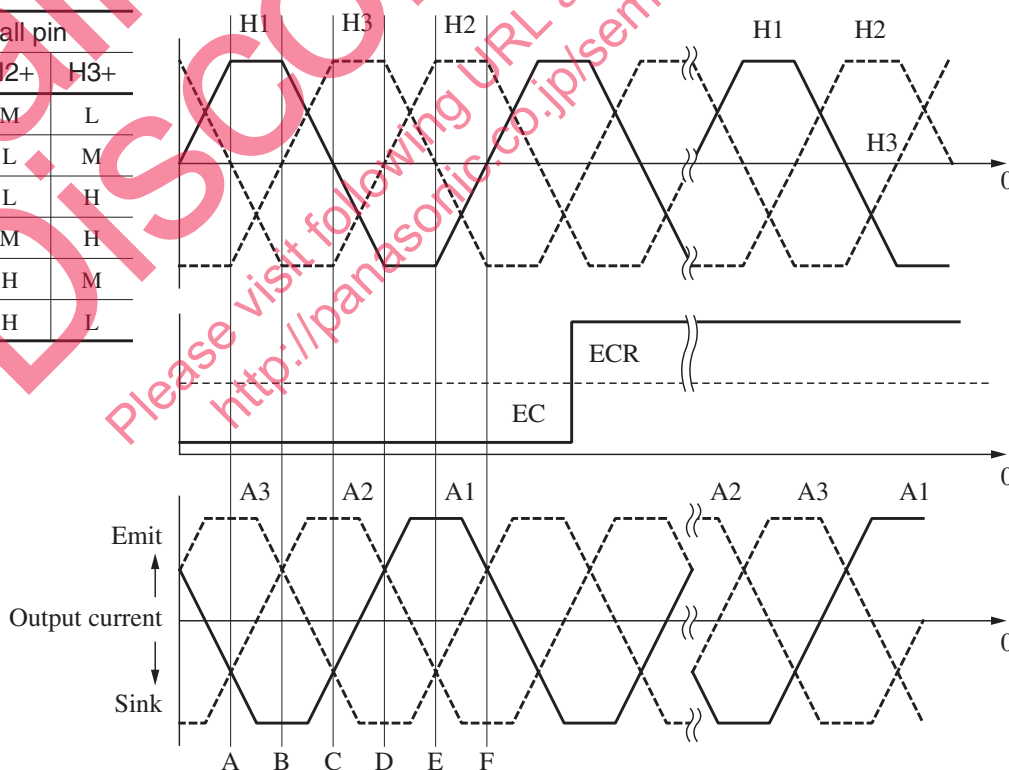 all pin
H2+ H3+
M L
L M
L H
M H
H M
H L
H1 H3 H2 H1 H2
H3
0
ECR
EC
0
A3 A2 A1 A2 A3 A1
Emit
Output current
0
Sink
A B C D E F
Disco
Please visit following URL a
http://panasonic.co.jp/sem